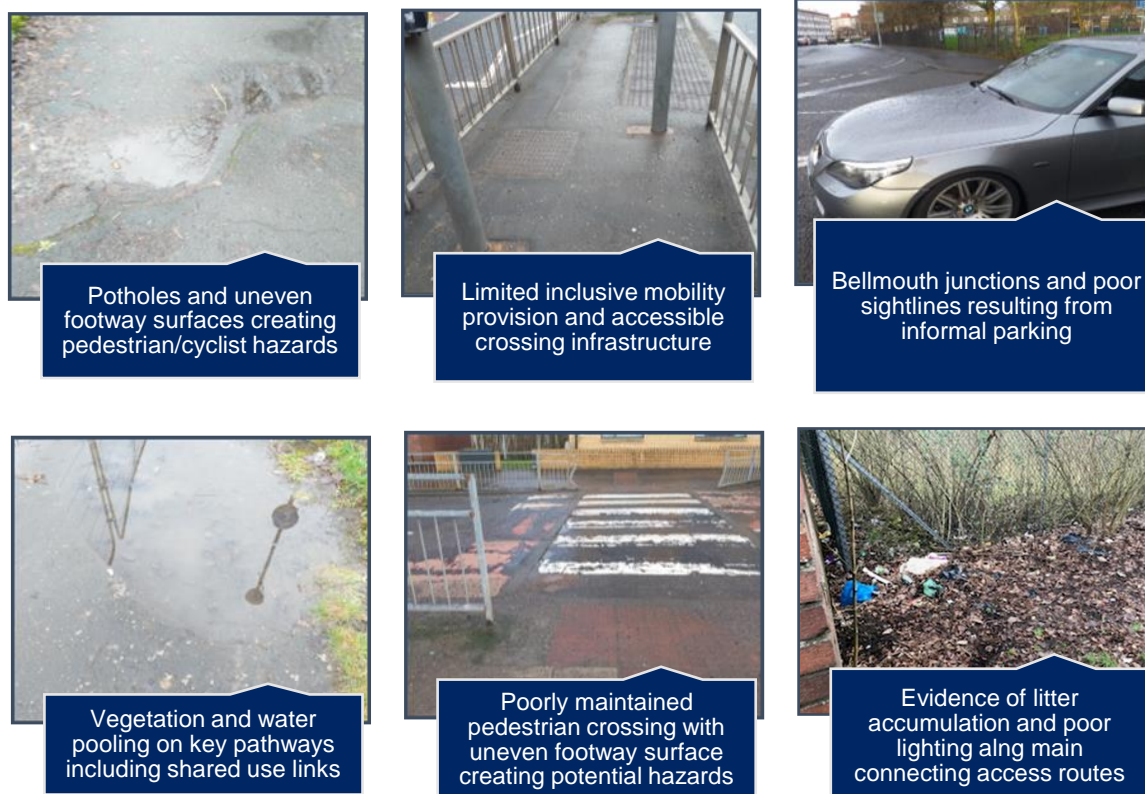 Potholes and uneven
footway surfaces creating
pedestrian/cyclist hazards
Limited inclusive mobility
provision and accessible
crossing infrastructure
Bellmouth junctions and poor
sightlines resulting from
informal parking
Vegetation and water
pooling on key pathways
including shared use links
Poorly maintained
pedestrian crossing with
uneven footway surface
creating potential hazards
Evidence of litter
accumulation and poor
lighting alng main
connecting access routes